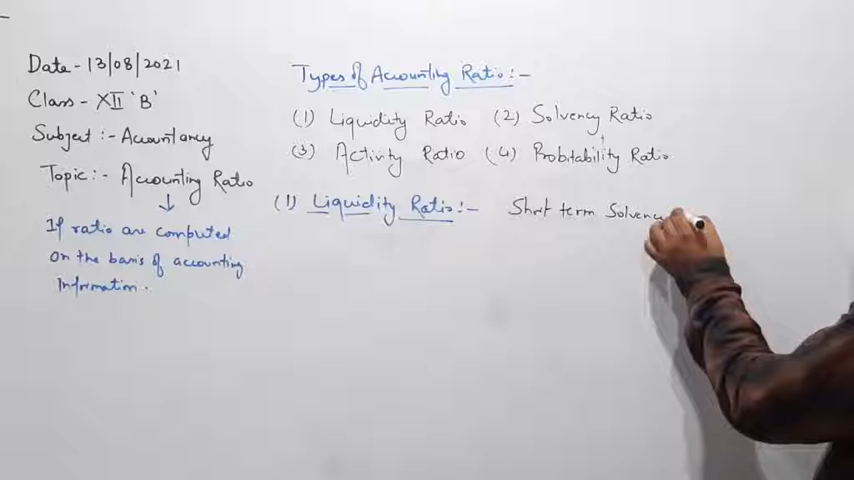 Date - 13/08/2021
Class - XII 'B'
Subject :- Accountancy
Topic :- Accounting Ratio
If ratio are computed
on the basis of accounting
Information.
Types of Accounting Ratio :-
(1) Liquidity Ratio (2) Solvency Ratio
(3) Activity Ratio (4) Probitability Ratio
(1) Liquidity Ratio :- Short term Solvency